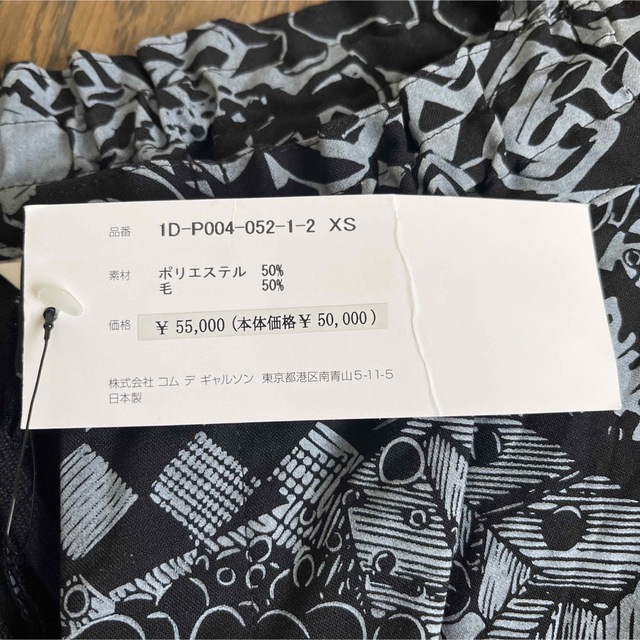 品番 1D-P004-052-1-2 XS
素材 ポリエステル 50%
毛 50%
価格 ¥ 55,000 (本体価格¥ 50,000)
株式会社 コム デ ギャルソン 東京都港区南青山5-11-5
日本製